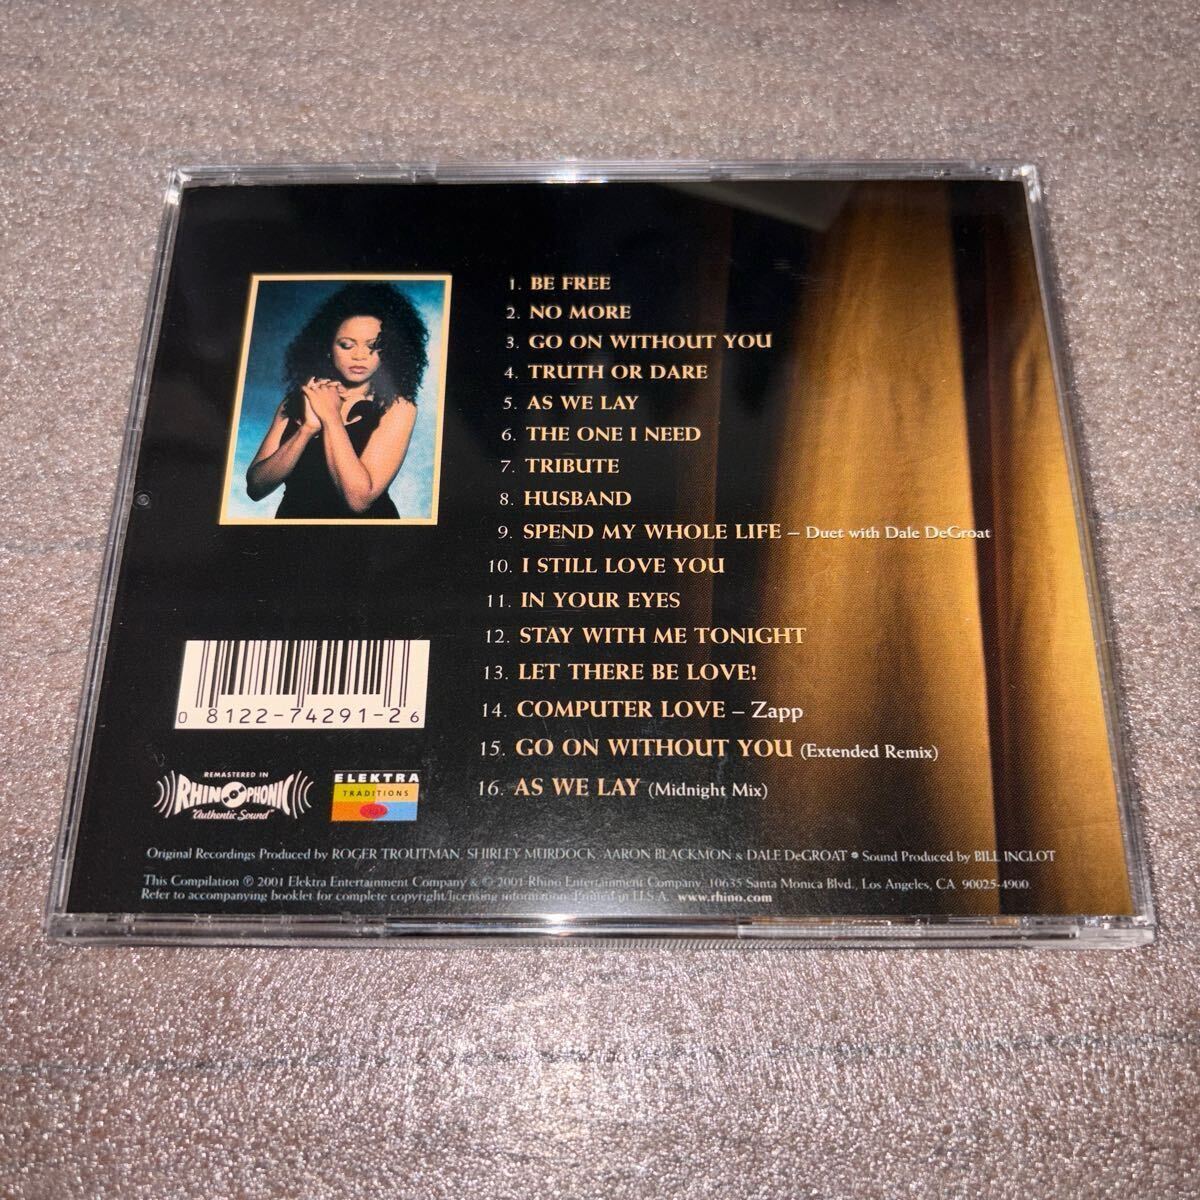 1. BE FREE
2. NO MORE
3. GO ON WITHOUT YOU
4. TRUTH OR DARE
5. AS WE LAY
6. THE ONE I NEED
7. TRIBUTE
8. HUSBAND
9. SPEND MY WHOLE LIFE – Duet with Dale DeGroat
10. I STILL LOVE YOU
11. IN YOUR EYES
12. STAY WITH ME TONIGHT
13. LET THERE BE LOVE!
14. COMPUTER LOVE – Zapp
15. GO ON WITHOUT YOU (Extended Remix)
16. AS WE LAY (Midnight Mix)
0 8122-74291-2 6
REMASTERED IN
RHINOPHONIC
"Authentic Sound"
ELEKTRA
TRADITIONS
Original Recordings Produced by ROGER TROUTMAN, SHIRLEY MURDOCK, AARON BLACKMON & DALE DeGROAT • Sound Produced by BILL INGLOT
This Compilation ℗ 2001 Elektra Entertainment Company & © 2001 Rhino Entertainment Company, 10635 Santa Monica Blvd., Los Angeles, CA 90025-4900.
Refer to accompanying booklet for complete copyright/licensing information. Printed in U.S.A. www.rhino.com